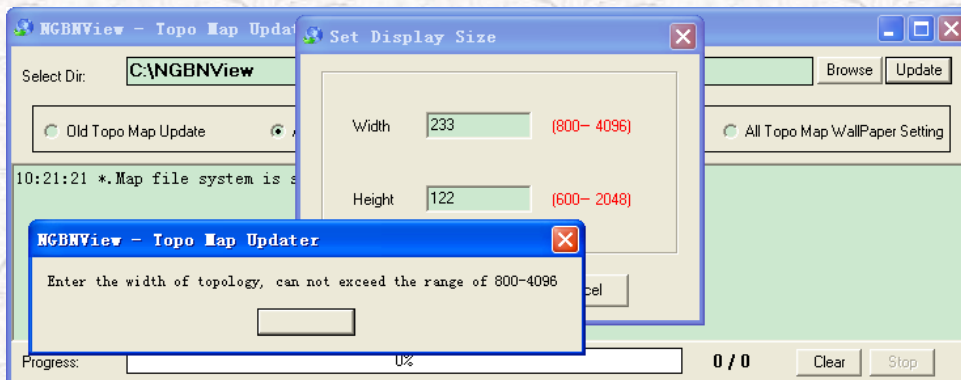 NGBNView - Topo Map
Set Display Size
Select Dir:
C:\NGBNView
Browse
Update
Old Topo Map Update
All Topo Map WallPaper Setting
Width
233
(800- 4096)
10:21:21 *.Map file system is
Height
122
(600- 2048)
NGBNView - Topo Map Updater
Enter the width of topology, can not exceed the range of 800-4096
Progress:
0%
0 / 0
Clear
Stop